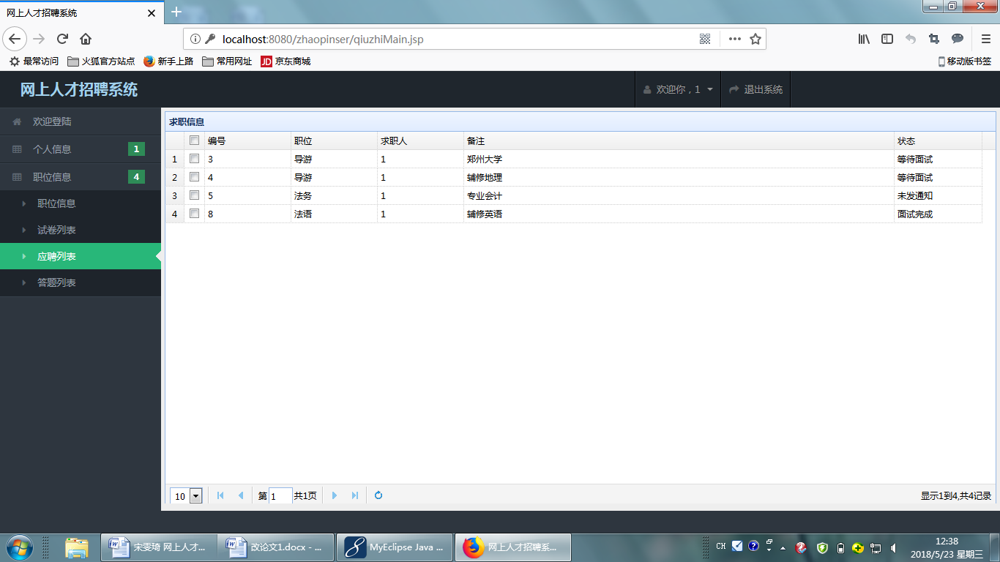 网上人才招聘系统
localhost:8080/zhaopinser/qiuzhiMain.jsp
最常访问 火狐官方站点 新手上路 常用网址 JD 京东商城 移动版书签
网上人才招聘系统 欢迎你，1 退出系统
欢迎登陆
个人信息 1
职位信息 4
职位信息
试卷列表
应聘列表
答题列表
求职信息
编号 职位 求职人 备注 状态
1 3 导游 1 郑州大学 等待面试
2 4 导游 1 辅修地理 等待面试
3 5 法务 1 专业会计 未发通知
4 8 法语 1 辅修英语 面试完成
10 第 1 共1页 显示1到4,共4记录
宋雯琦 网上人才... 改论文1.docx - ... MyEclipse Java ... 网上人才招聘系... CH 12:38
2018/5/23 星期三